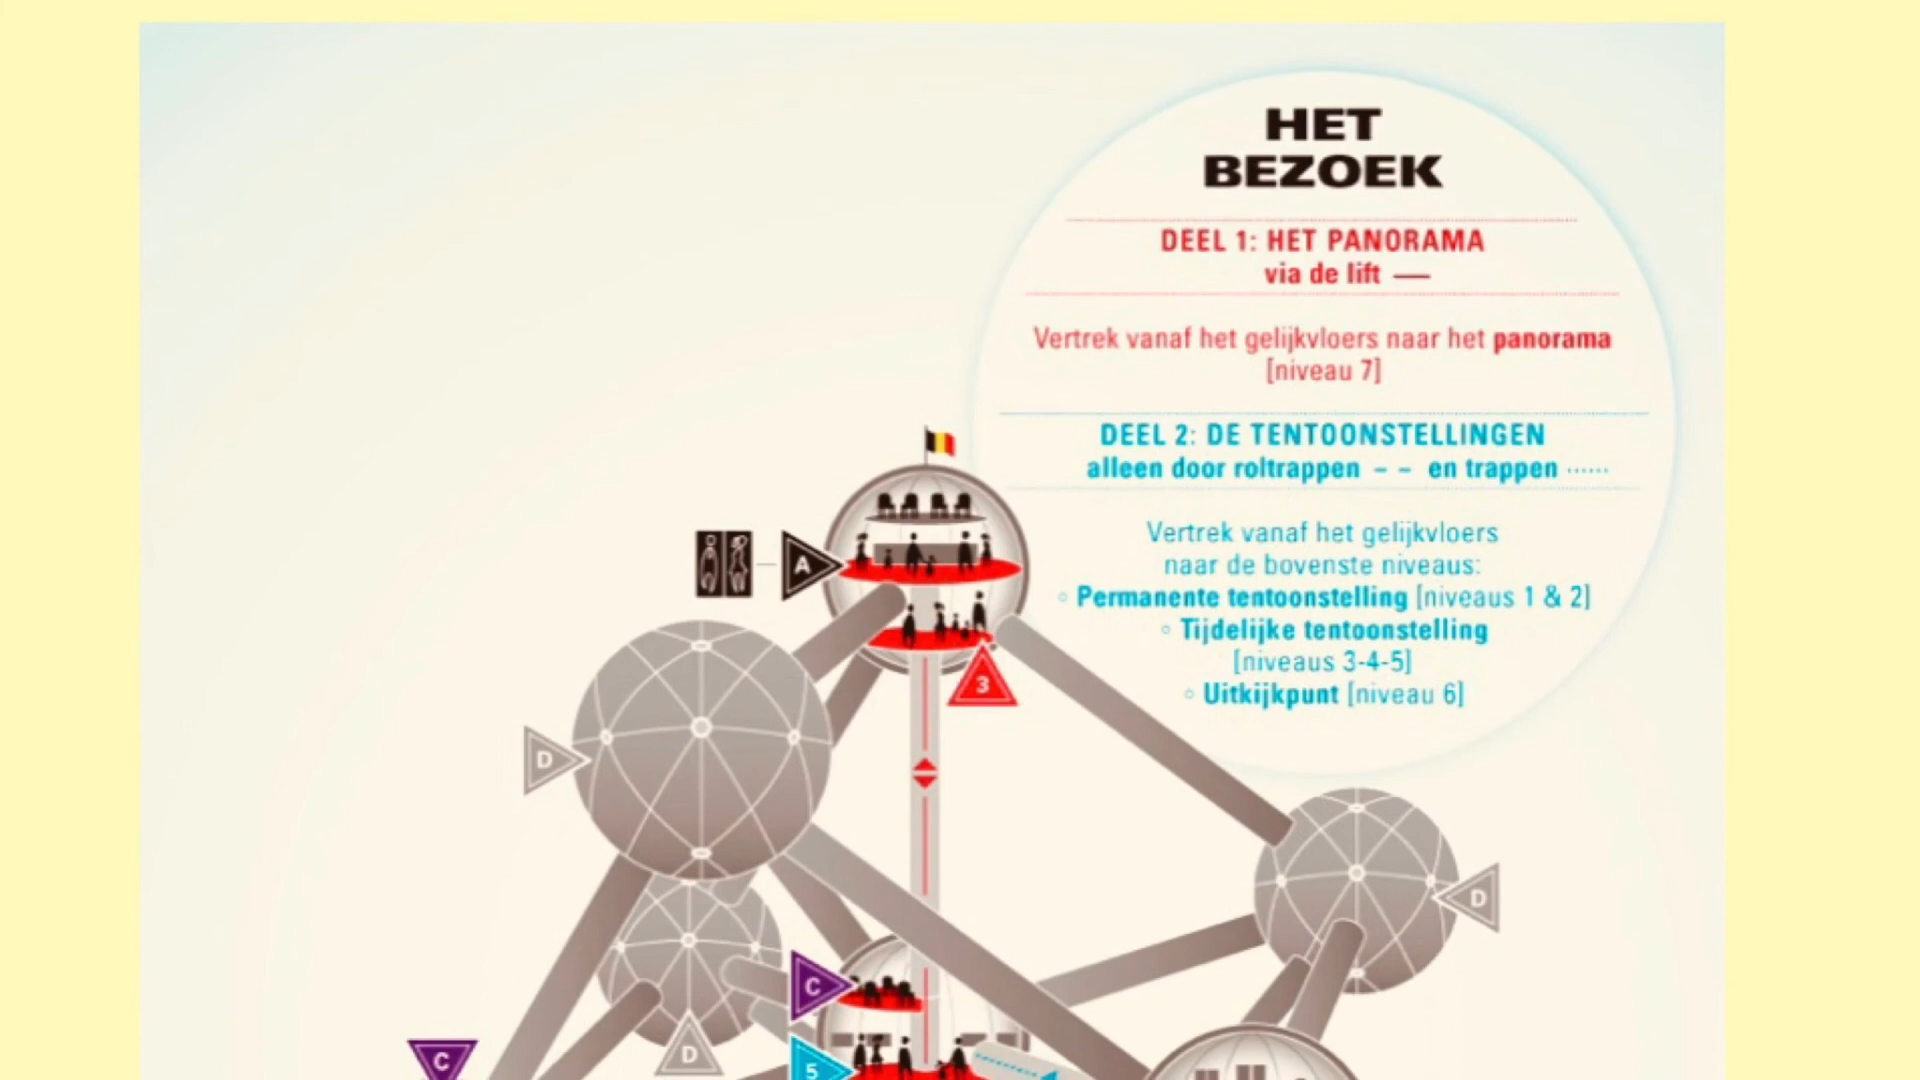 HET
BEZOEK
DEEL 1: HET PANORAMA
via de lift
Vertrek vanaf het gelijkvloers naar het panorama
[niveau 7]
DEEL 2: DE TENTOONSTELLINGEN
alleen door roltrappen – – en trappen ······
Vertrek vanaf het gelijkvloers
naar de bovenste niveaus:
◦ Permanente tentoonstelling [niveaus 1 & 2]
◦ Tijdelijke tentoonstelling
[niveaus 3-4-5]
◦ Uitkijkpunt [niveau 6]
A
3
D
D
C
C
D
5